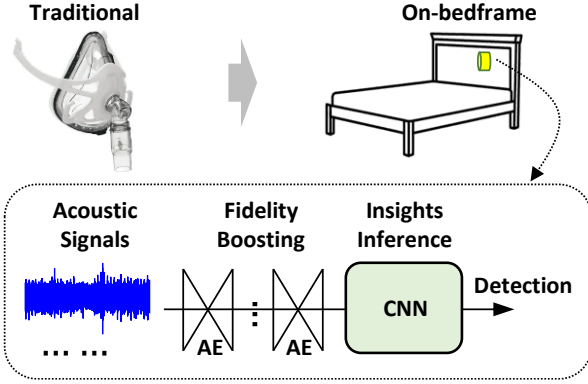 Traditional
On-bedframe
Acoustic
Signals
Fidelity
Boosting
Insights
Inference
AE
AE
CNN
Detection
... ...